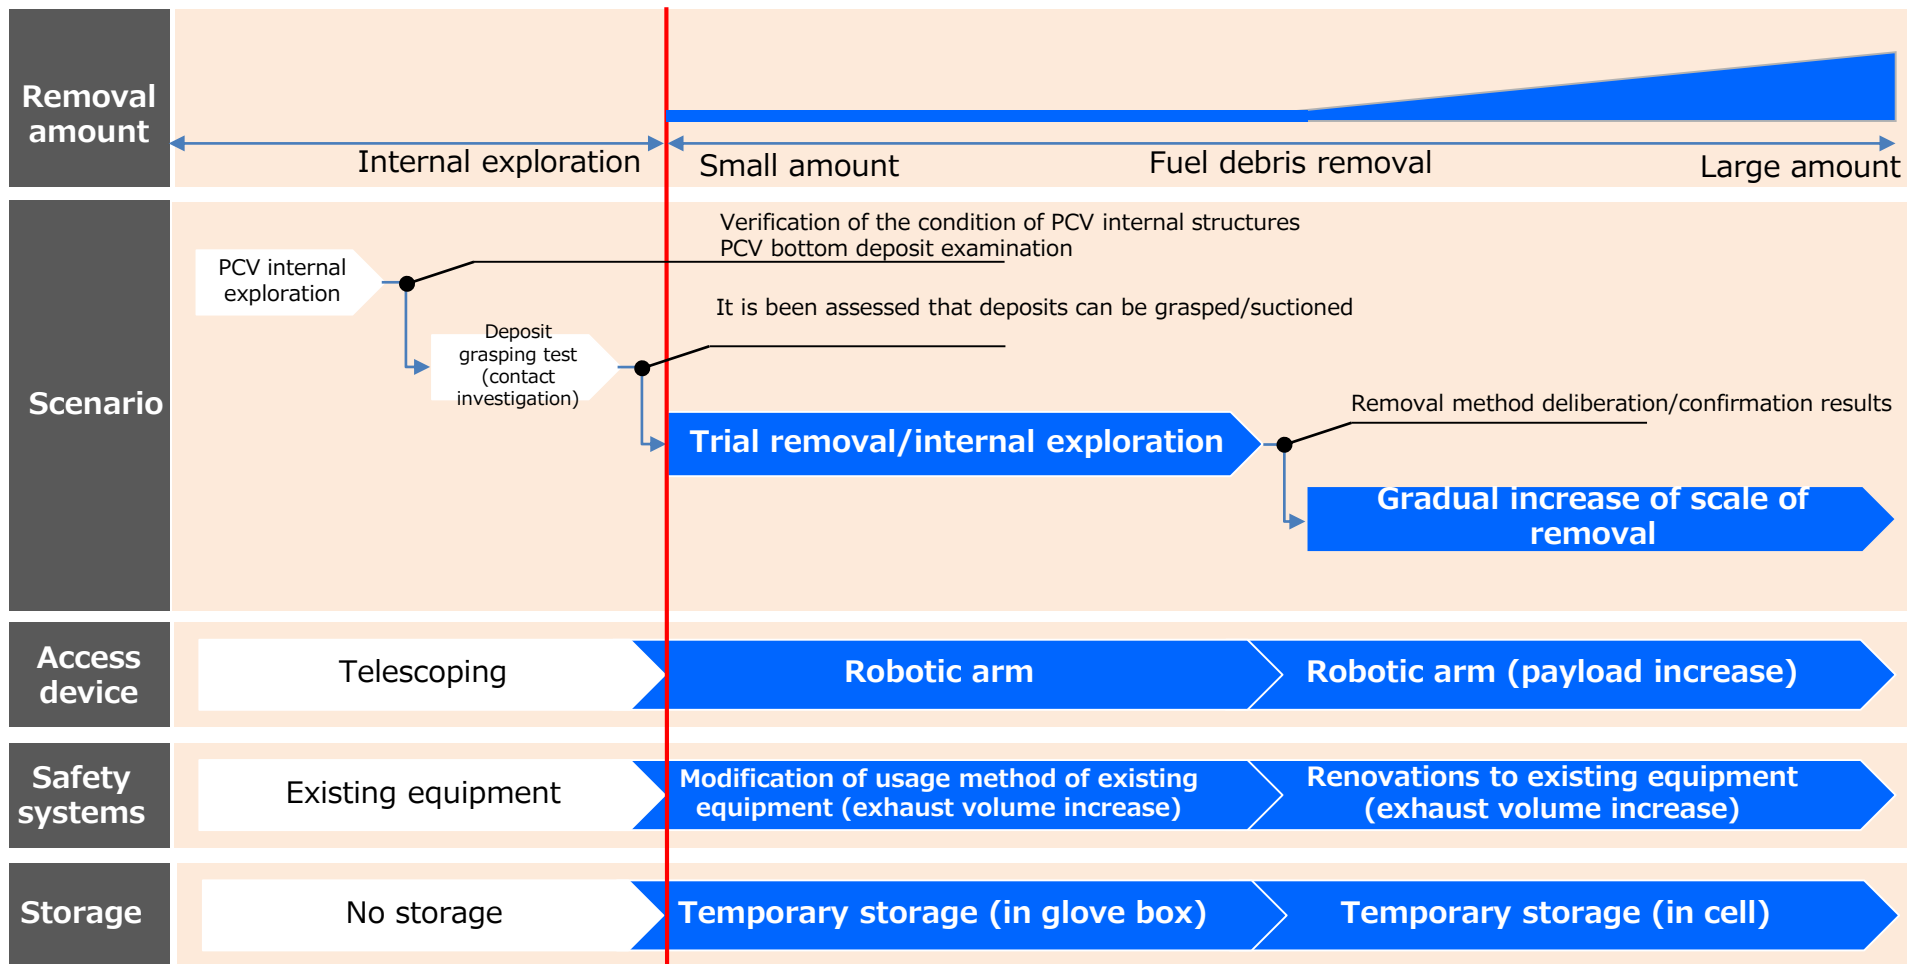 Removal
amount
Internal exploration
Small amount
Fuel debris removal
Large amount
Scenario
PCV internal
exploration
Verification of the condition of PCV internal structures
PCV bottom deposit examination
Deposit
grasping test
(contact
investigation)
It is been assessed that deposits can be grasped/suctioned
Trial removal/internal exploration
Removal method deliberation/confirmation results
Gradual increase of scale of
removal
Access
device
Telescoping
Robotic arm
Robotic arm (payload increase)
Safety
systems
Existing equipment
Modification of usage method of existing
equipment (exhaust volume increase)
Renovations to existing equipment
(exhaust volume increase)
Storage
No storage
Temporary storage (in glove box)
Temporary storage (in cell)